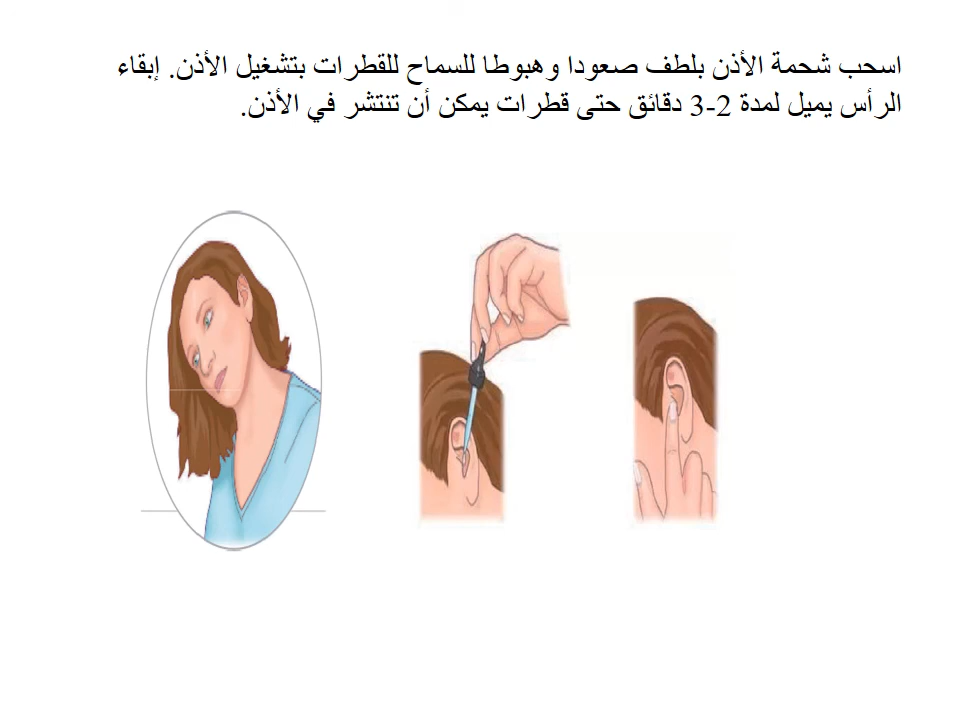 اسحب شحمة الأذن بلطف صعودا وهبوطا للسماح للقطرات بتشغيل الأذن. إبقاء
الرأس يميل لمدة 2-3 دقائق حتى قطرات يمكن أن تنتشر في الأذن.